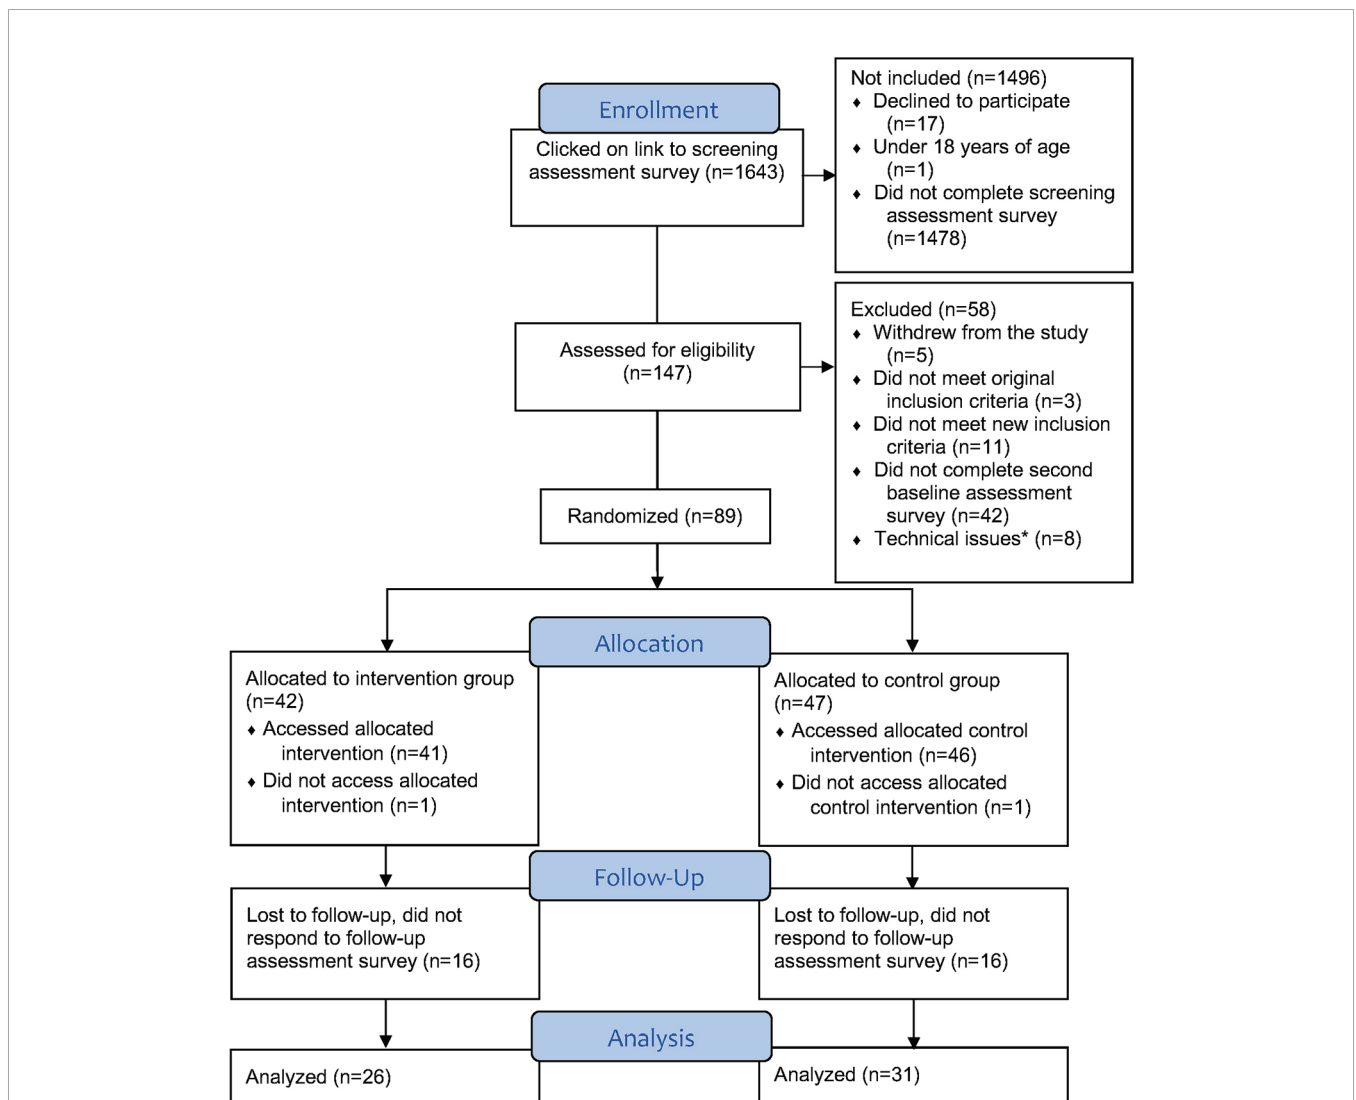 Enrollment
Clicked on link to screening
assessment survey (n=1643)
Not included (n=1496)
♦ Declined to participate
(n=17)
♦ Under 18 years of age
(n=1)
♦ Did not complete screening
assessment survey
(n=1478)
Assessed for eligibility
(n=147)
Excluded (n=58)
♦ Withdrew from the study
(n=5)
♦ Did not meet original
inclusion criteria (n=3)
♦ Did not meet new inclusion
criteria (n=11)
♦ Did not complete second
baseline assessment
survey (n=42)
♦ Technical issues* (n=8)
Randomized (n=89)
Allocation
Allocated to intervention group
(n=42)
♦ Accessed allocated
intervention (n=41)
♦ Did not access allocated
intervention (n=1)
Allocated to control group
(n=47)
♦ Accessed allocated control
intervention (n=46)
♦ Did not access allocated
control intervention (n=1)
Follow-Up
Lost to follow-up, did not
respond to follow-up
assessment survey (n=16)
Lost to follow-up, did not
respond to follow-up
assessment survey (n=16)
Analysis
Analyzed (n=26)
Analyzed (n=31)